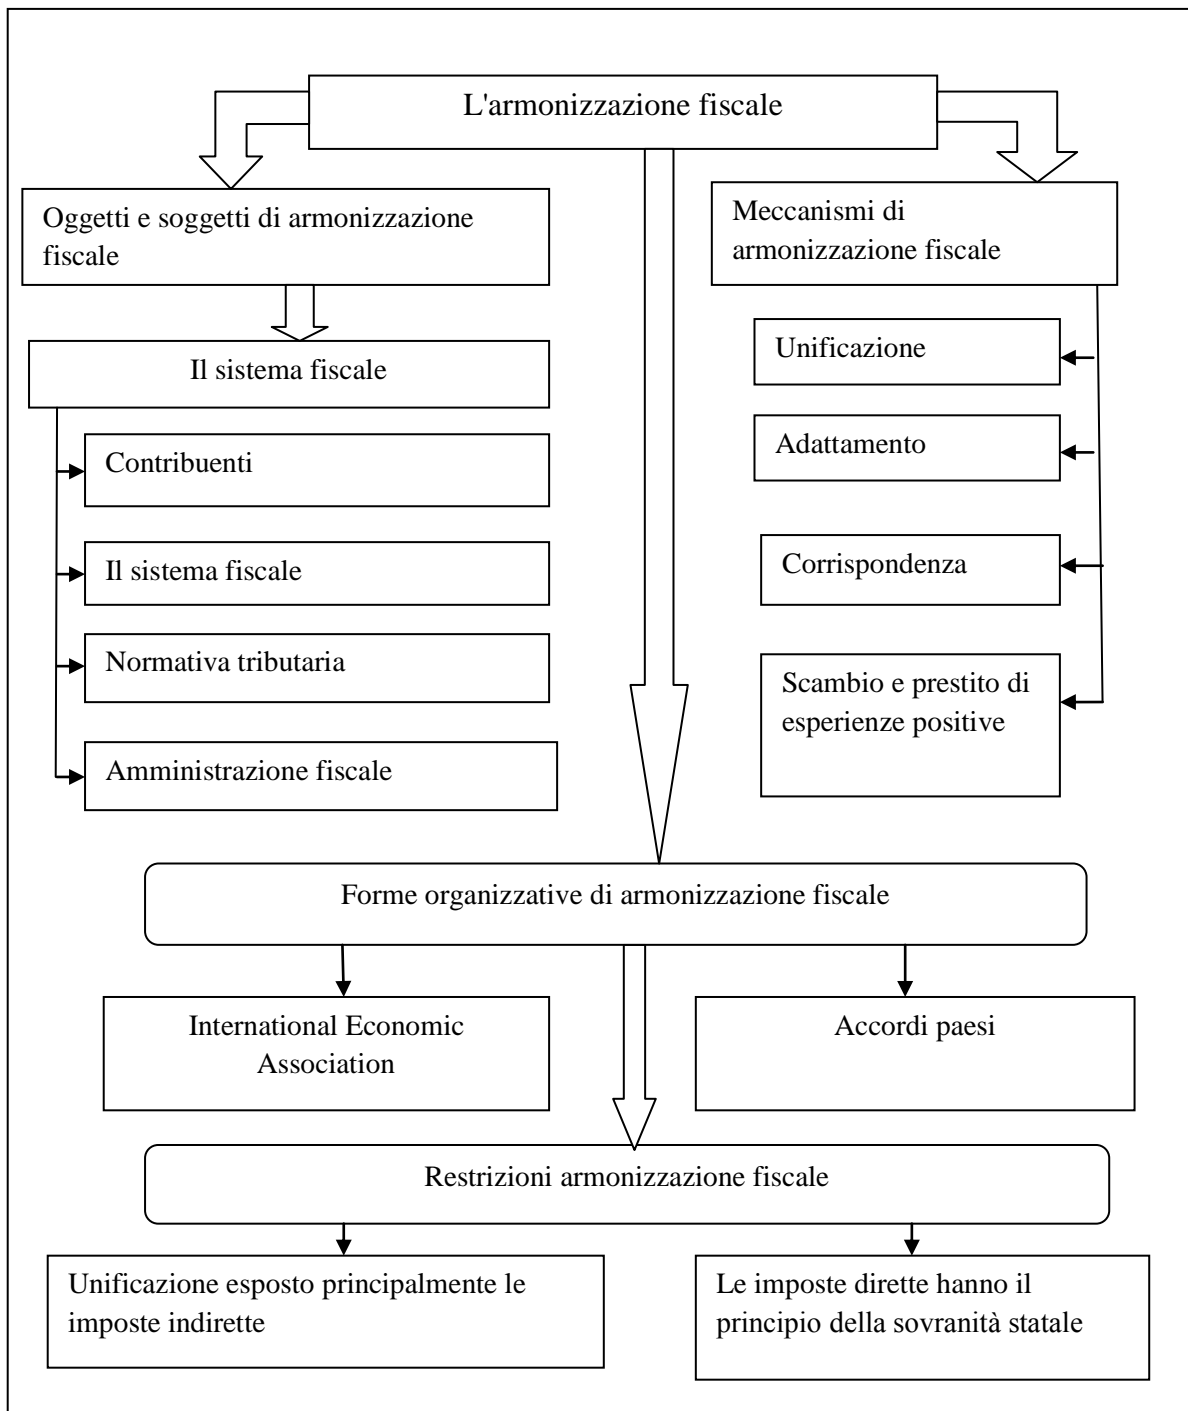 L'armonizzazione fiscale
Oggetti e soggetti di armonizzazione
fiscale
Il sistema fiscale
Contribuenti
Il sistema fiscale
Normativa tributaria
Amministrazione fiscale
Meccanismi di
armonizzazione fiscale
Unificazione
Adattamento
Corrispondenza
Scambio e prestito di
esperienze positive
Forme organizzative di armonizzazione fiscale
International Economic
Association
Accordi paesi
Restrizioni armonizzazione fiscale
Unificazione esposto principalmente le
imposte indirette
Le imposte dirette hanno il
principio della sovranità statale